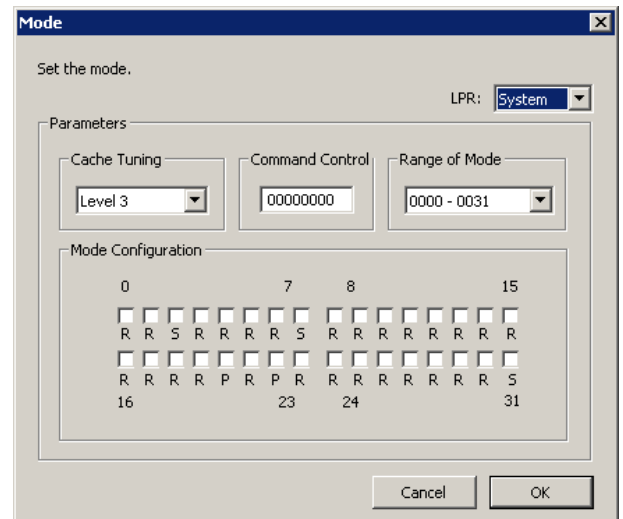 Mode
Set the mode.
LPR: System
Parameters
Cache Tuning Command Control Range of Mode
Level 3 00000000 0000 - 0031
Mode Configuration
0 7 8 15
R R S R R R R S R R R R R R R R
R R R R P R P R R R R R R R R S
16 23 24 31
Cancel OK